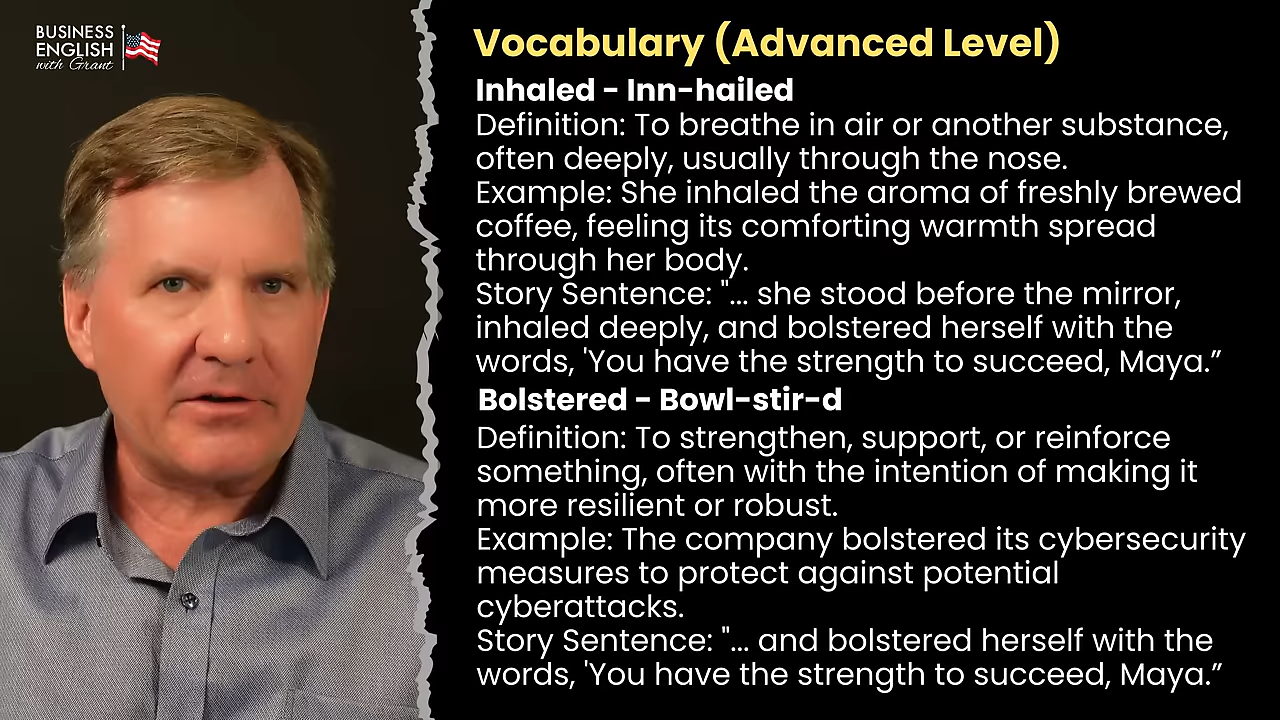 BUSINESS
ENGLISH
with Grant
Vocabulary (Advanced Level)
Inhaled - Inn-hailed
Definition: To breathe in air or another substance,
often deeply, usually through the nose.
Example: She inhaled the aroma of freshly brewed
coffee, feeling its comforting warmth spread
through her body.
Story Sentence: "... she stood before the mirror,
inhaled deeply, and bolstered herself with the
words, 'You have the strength to succeed, Maya.”
Bolstered - Bowl-stir-d
Definition: To strengthen, support, or reinforce
something, often with the intention of making it
more resilient or robust.
Example: The company bolstered its cybersecurity
measures to protect against potential
cyberattacks.
Story Sentence: "... and bolstered herself with the
words, 'You have the strength to succeed, Maya.”